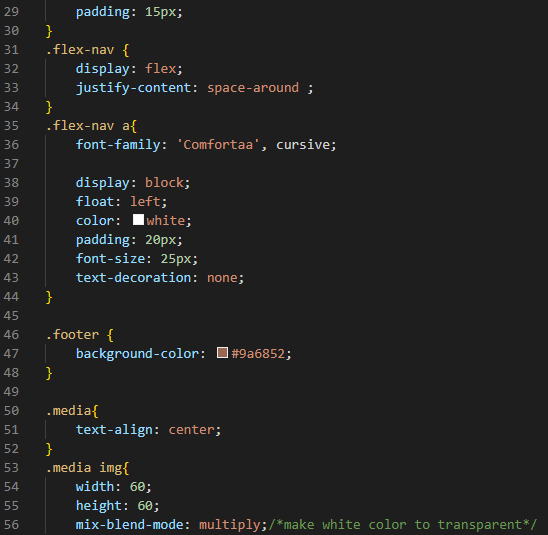 29 padding: 15px;
30 }
31 .flex-nav {
32 display: flex;
33 justify-content: space-around ;
34 }
35 .flex-nav a{
36 font-family: 'Comfortaa', cursive;
37
38 display: block;
39 float: left;
40 color: white;
41 padding: 20px;
42 font-size: 25px;
43 text-decoration: none;
44 }
45
46 .footer {
47 background-color: #9a6852;
48 }
49
50 .media{
51 text-align: center;
52 }
53 .media img{
54 width: 60;
55 height: 60;
56 mix-blend-mode: multiply;/*make white color to transparent*/